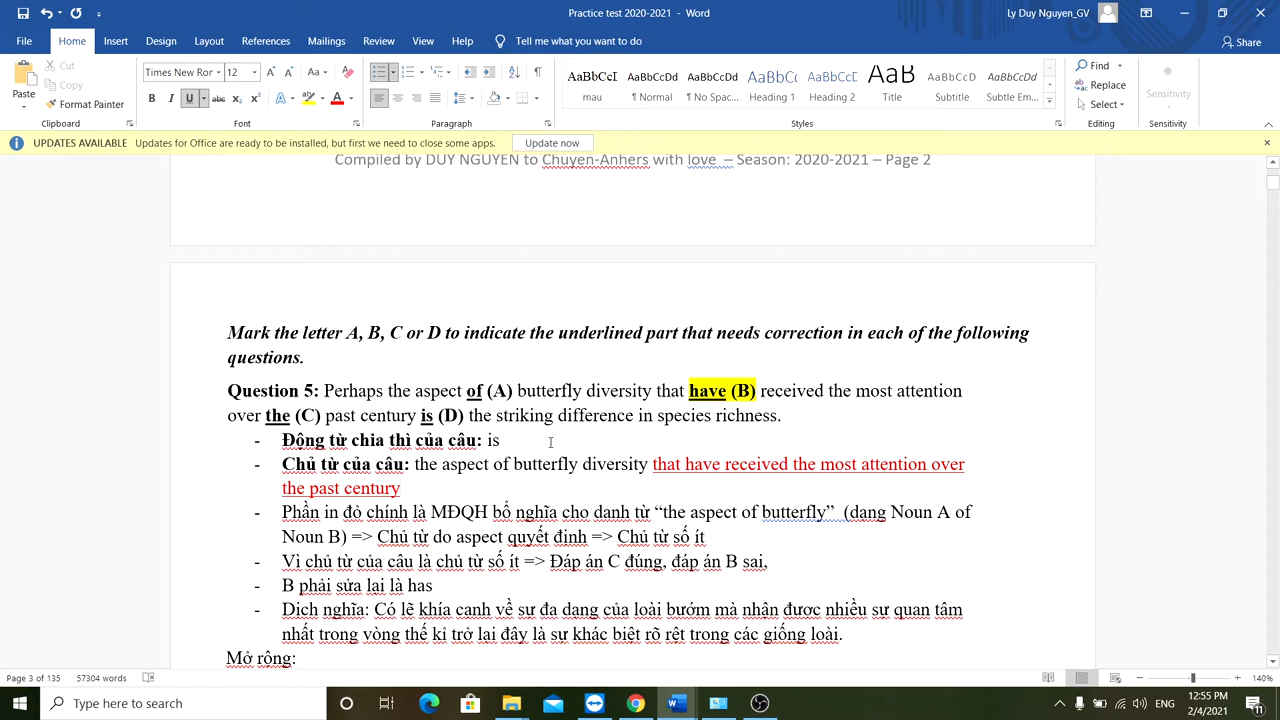 Practice test 2020-2021 - Word
Ly Duy Nguyen_GV
File Home Insert Design Layout References Mailings Review View Help Tell me what you want to do Share
Paste
Cut
Copy
Format Painter
Times New Ror 12
Aa
B I U abc x₂ x² A A
AaBbCcI AaBbCcDd AaBbCcDd AaBbC AaBbCcD AaB AaBbCcDd AaBbCcDd
mau ¶ Normal ¶ No Spac... Heading 1 Heading 2 Title Subtitle Subtle Em...
Find
Replace
Select
Sensitivity
Clipboard Font Paragraph Styles Editing Sensitivity
UPDATES AVAILABLE Updates for Office are ready to be installed, but first we need to close some apps. Update now
Compiled by DUY NGUYEN to Chuyen-Anhers with love – Season: 2020-2021 – Page 2
Mark the letter A, B, C or D to indicate the underlined part that needs correction in each of the following
questions.
Question 5: Perhaps the aspect of (A) butterfly diversity that have (B) received the most attention
over the (C) past century is (D) the striking difference in species richness.
- Động từ chia thì của câu: is
- Chủ từ của câu: the aspect of butterfly diversity that have received the most attention over
the past century
- Phần in đỏ chính là MĐQH bổ nghĩa cho danh từ “the aspect of butterfly” (dạng Noun A of
Noun B) => Chủ từ do aspect quyết định => Chủ từ số ít
- Vì chủ từ của câu là chủ từ số ít => Đáp án C đúng, đáp án B sai,
- B phải sửa lại là has
- Dịch nghĩa: Có lẽ khía cạnh về sự đa dạng của loài bướm mà nhận được nhiều sự quan tâm
nhất trong vòng thế kỉ trở lại đây là sự khác biệt rõ rệt trong các giống loài.
Mở rộng:
Page 3 of 135 57304 words 140%
Type here to search
12:55 PM
2/4/2021
11